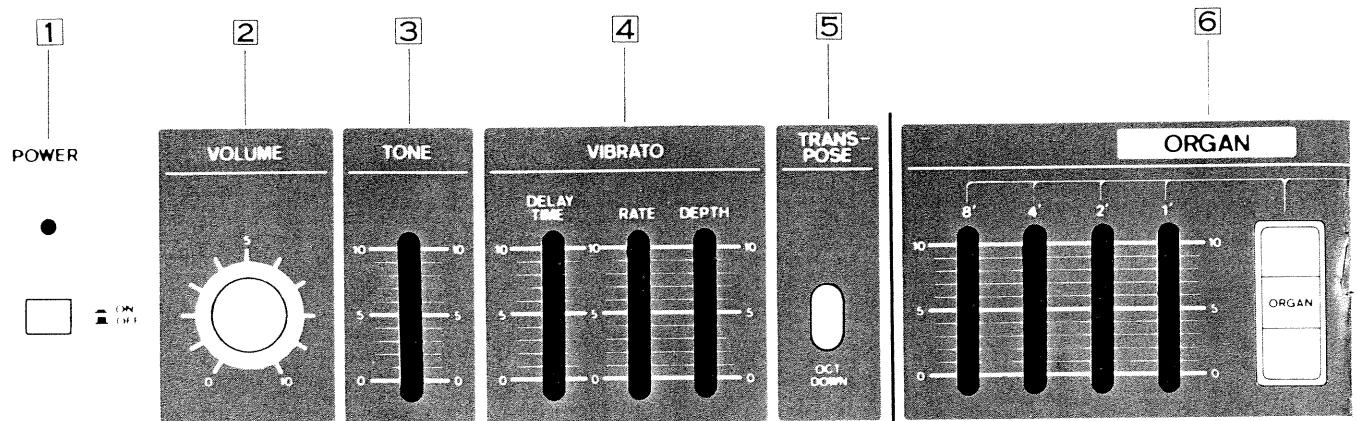 1
POWER
ON
OFF
2
VOLUME
5
0 10
3
TONE
10 10
5 5
0 0
4
VIBRATO
DELAY TIME RATE DEPTH
10 10 10
5 5 5
0 0 0
5
TRANS-
POSE
OCT
DOWN
6
ORGAN
8' 4' 2' 1'
10 10
5 5
0 0
ORGAN